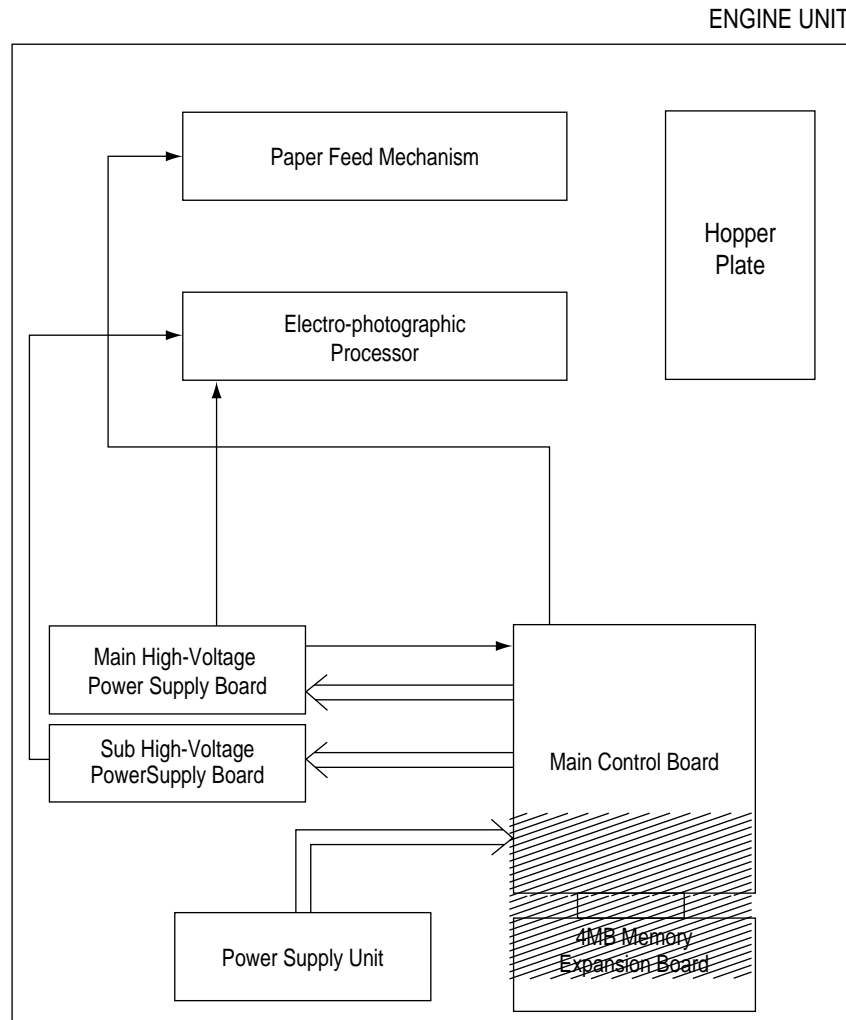 ENGINE UNIT
Paper Feed Mechanism
Hopper
Plate
Electro-photographic
Processor
Main High-Voltage
Power Supply Board
Sub High-Voltage
PowerSupply Board
Main Control Board
Power Supply Unit
4MB Memory
Expansion Board